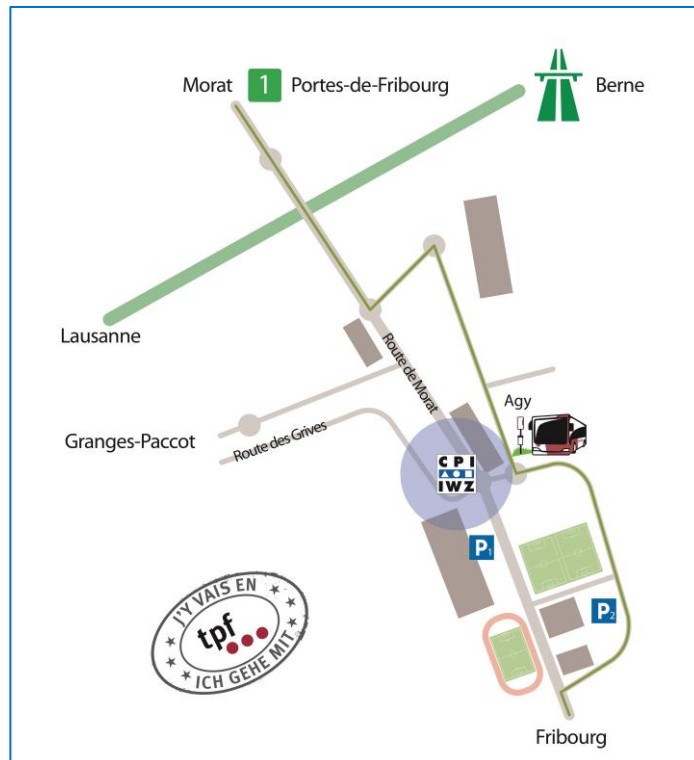 Morat 1 Portes-de-Fribourg
Berne
Lausanne
Route de Morat
Agy
Granges-Paccot
Route des Grives
CPI
IWZ
P1
P2
J'Y VAIS EN
tpf
ICH GEHE MIT
Fribourg